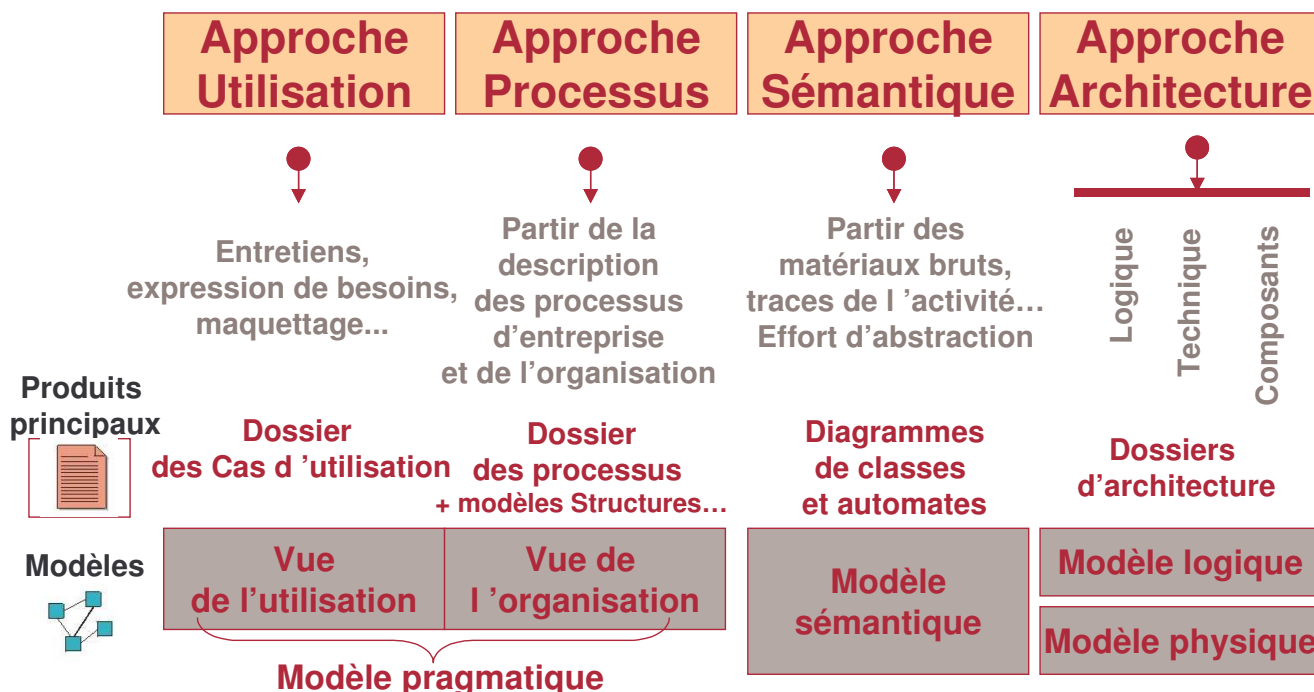 Approche
Utilisation
Approche
Processus
Approche
Sémantique
Approche
Architecture
Entretiens,
expression de besoins,
maquettage...
Partir de la
description
des processus
d’entreprise
et de l’organisation
Partir des
matériaux bruts,
traces de l ’activité…
Effort d’abstraction
Logique
Technique
Composants
Produits
principaux
Dossier
des Cas d ’utilisation
Dossier
des processus
+ modèles Structures…
Diagrammes
de classes
et automates
Dossiers
d’architecture
Modèles
Vue
de l’utilisation
Vue de
l ’organisation
Modèle
sémantique
Modèle logique
Modèle physique
Modèle pragmatique